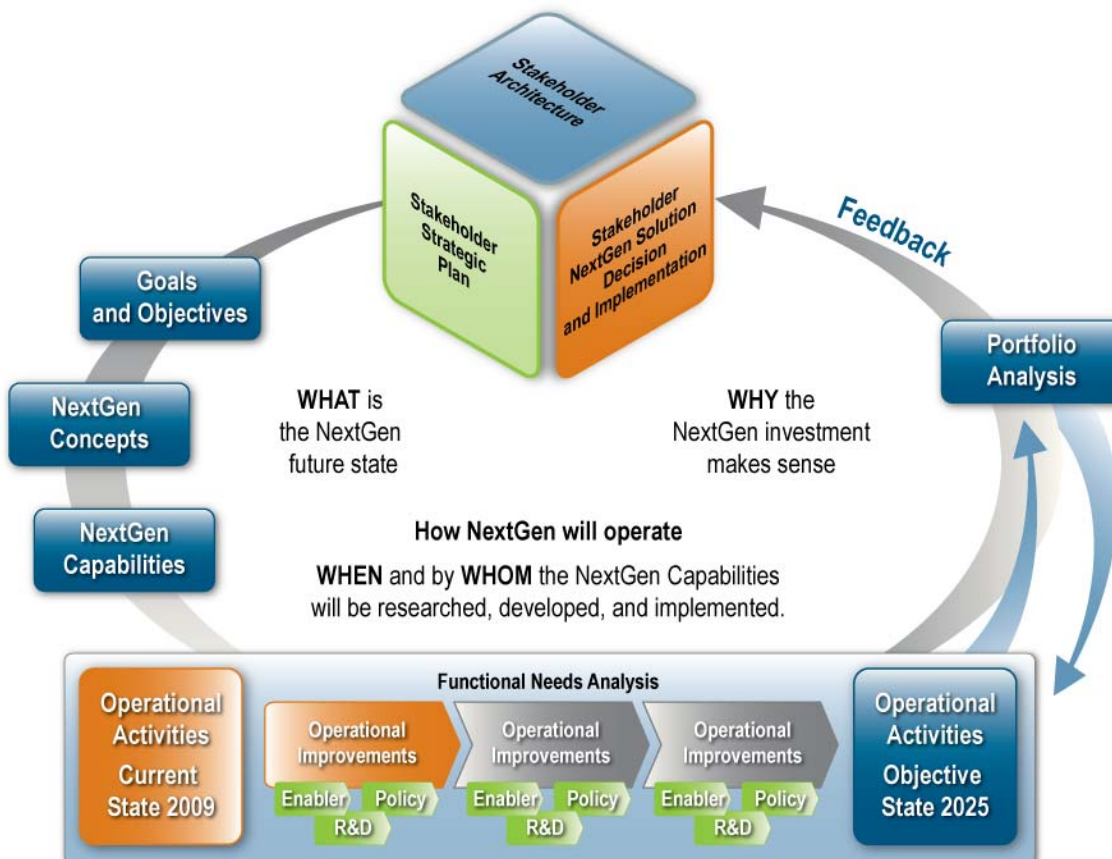 Stakeholder
Architecture
Stakeholder
Strategic
Plan
Stakeholder
NextGen Solution
Decision
and Implementation
Feedback
Goals
and Objectives
NextGen
Concepts
NextGen
Capabilities
Portfolio
Analysis
WHAT is
the NextGen
future state
WHY the
NextGen investment
makes sense
How NextGen will operate
WHEN and by WHOM the NextGen Capabilities
will be researched, developed, and implemented.
Functional Needs Analysis
Operational
Activities
Current
State 2009
Operational
Improvements
Enabler
Policy
R&D
Operational
Improvements
Enabler
Policy
R&D
Operational
Improvements
Enabler
Policy
R&D
Operational
Activities
Objective
State 2025